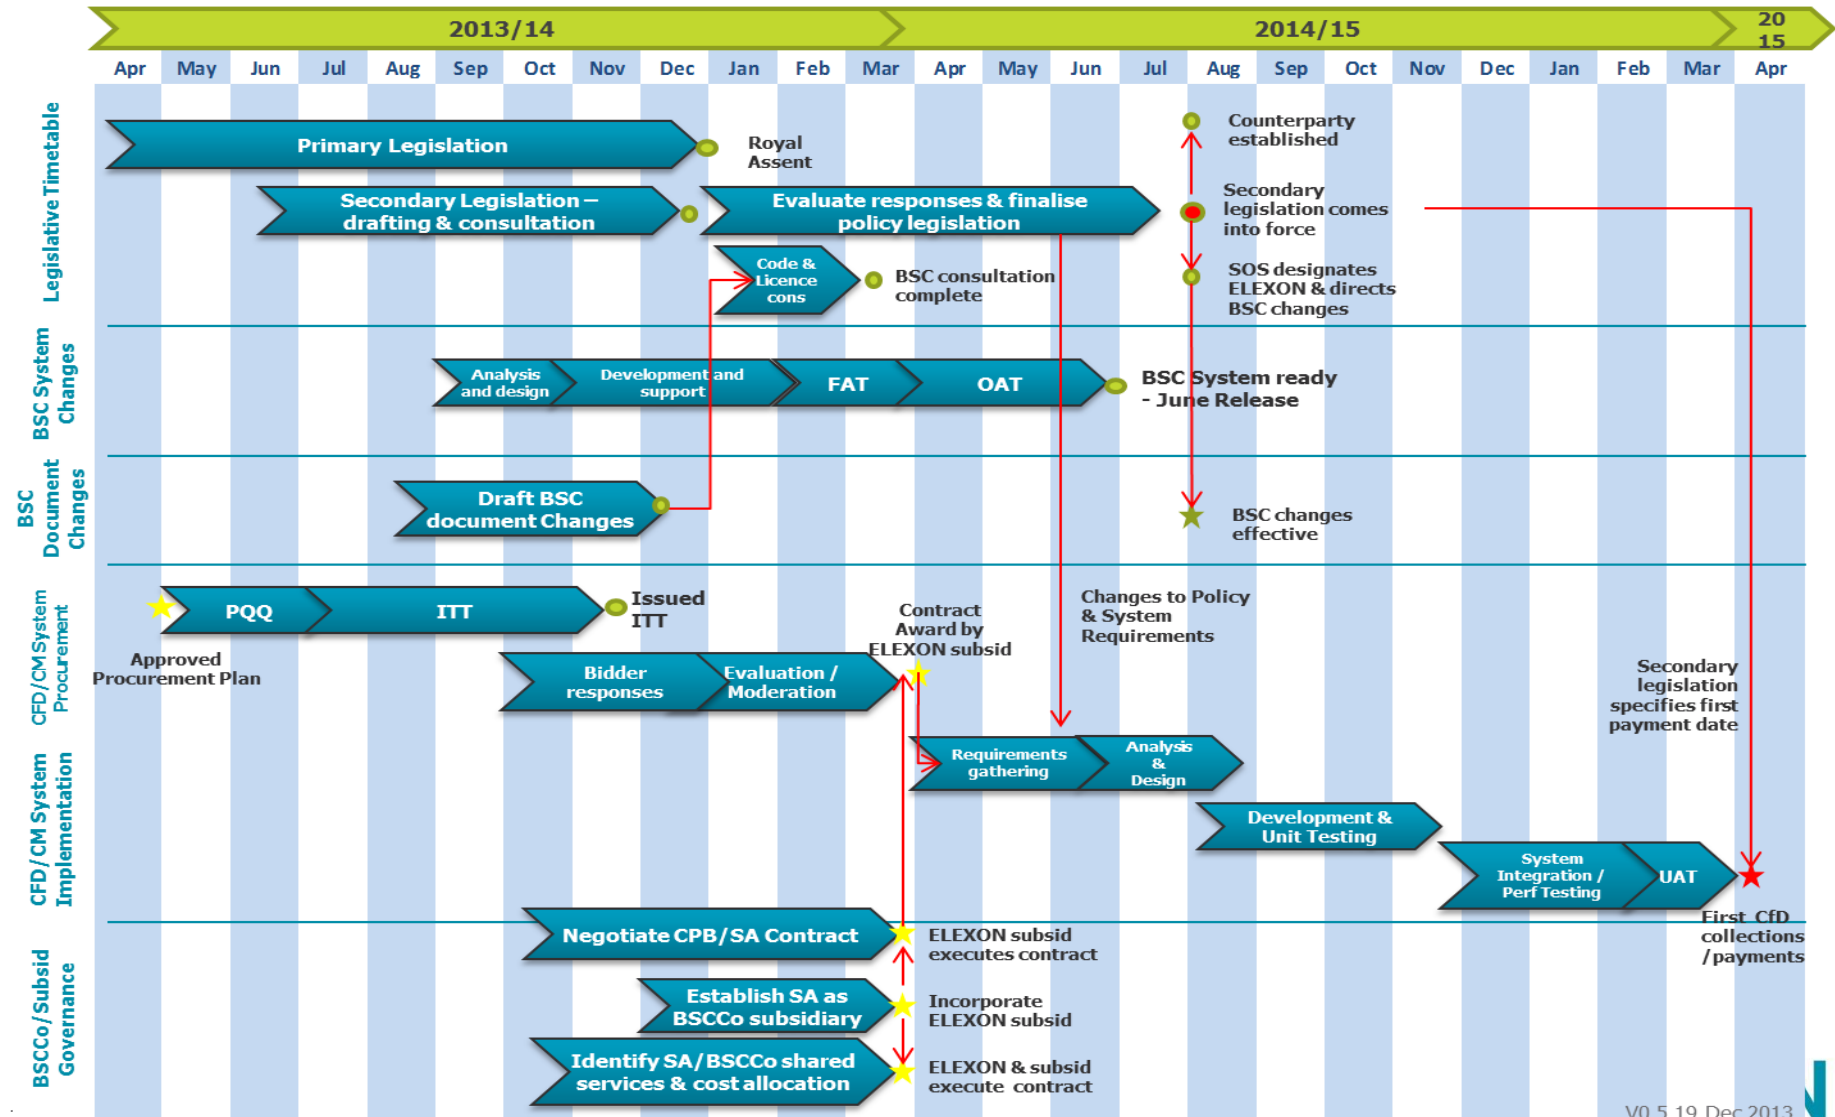 2013/14
2014/15
20
15
Apr May Jun Jul Aug Sep Oct Nov Dec Jan Feb Mar Apr May Jun Jul Aug Sep Oct Nov Dec Jan Feb Mar Apr
Legislative Timetable
Primary Legislation
Royal
Assent
Counterparty
established
Secondary Legislation –
drafting & consultation
Evaluate responses & finalise
policy legislation
Secondary
legislation comes
into force
Code &
Licence
cons
BSC consultation
complete
SOS designates
ELEXON & directs
BSC changes
BSC System
Changes
Analysis
and design
Development and
support
FAT
OAT
BSC System ready
- June Release
BSC
Document
Changes
Draft BSC
document Changes
BSC changes
effective
CFD/CM System
Procurement
PQQ
ITT
Issued
ITT
Approved
Procurement Plan
Contract
Award by
ELEXON subsid
Changes to Policy
& System
Requirements
Bidder
responses
Evaluation /
Moderation
Secondary
legislation
specifies first
payment date
CFD/CM System
Implementation
Requirements
gathering
Analysis
&
Design
Development &
Unit Testing
System
Integration /
Perf Testing
UAT
First CfD
collections
/payments
BSCCo/Subsid
Governance
Negotiate CPB/SA Contract
ELEXON subsid
executes contract
Establish SA as
BSCCo subsidiary
Incorporate
ELEXON subsid
Identify SA/BSCCo shared
services & cost allocation
ELEXON & subsid
execute contract
V0.5 19 Dec 2013